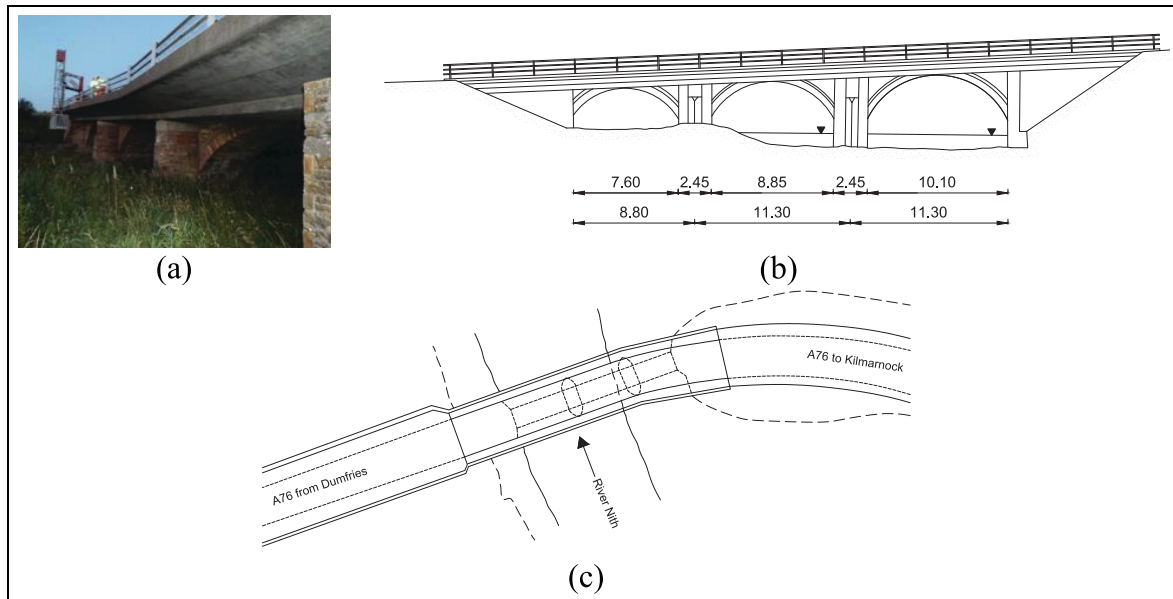 (a)
7.60 2.45 8.85 2.45 10.10
8.80 11.30 11.30
(b)
A76 to Kilmarnock
A76 from Dumfries
River Nith
(c)